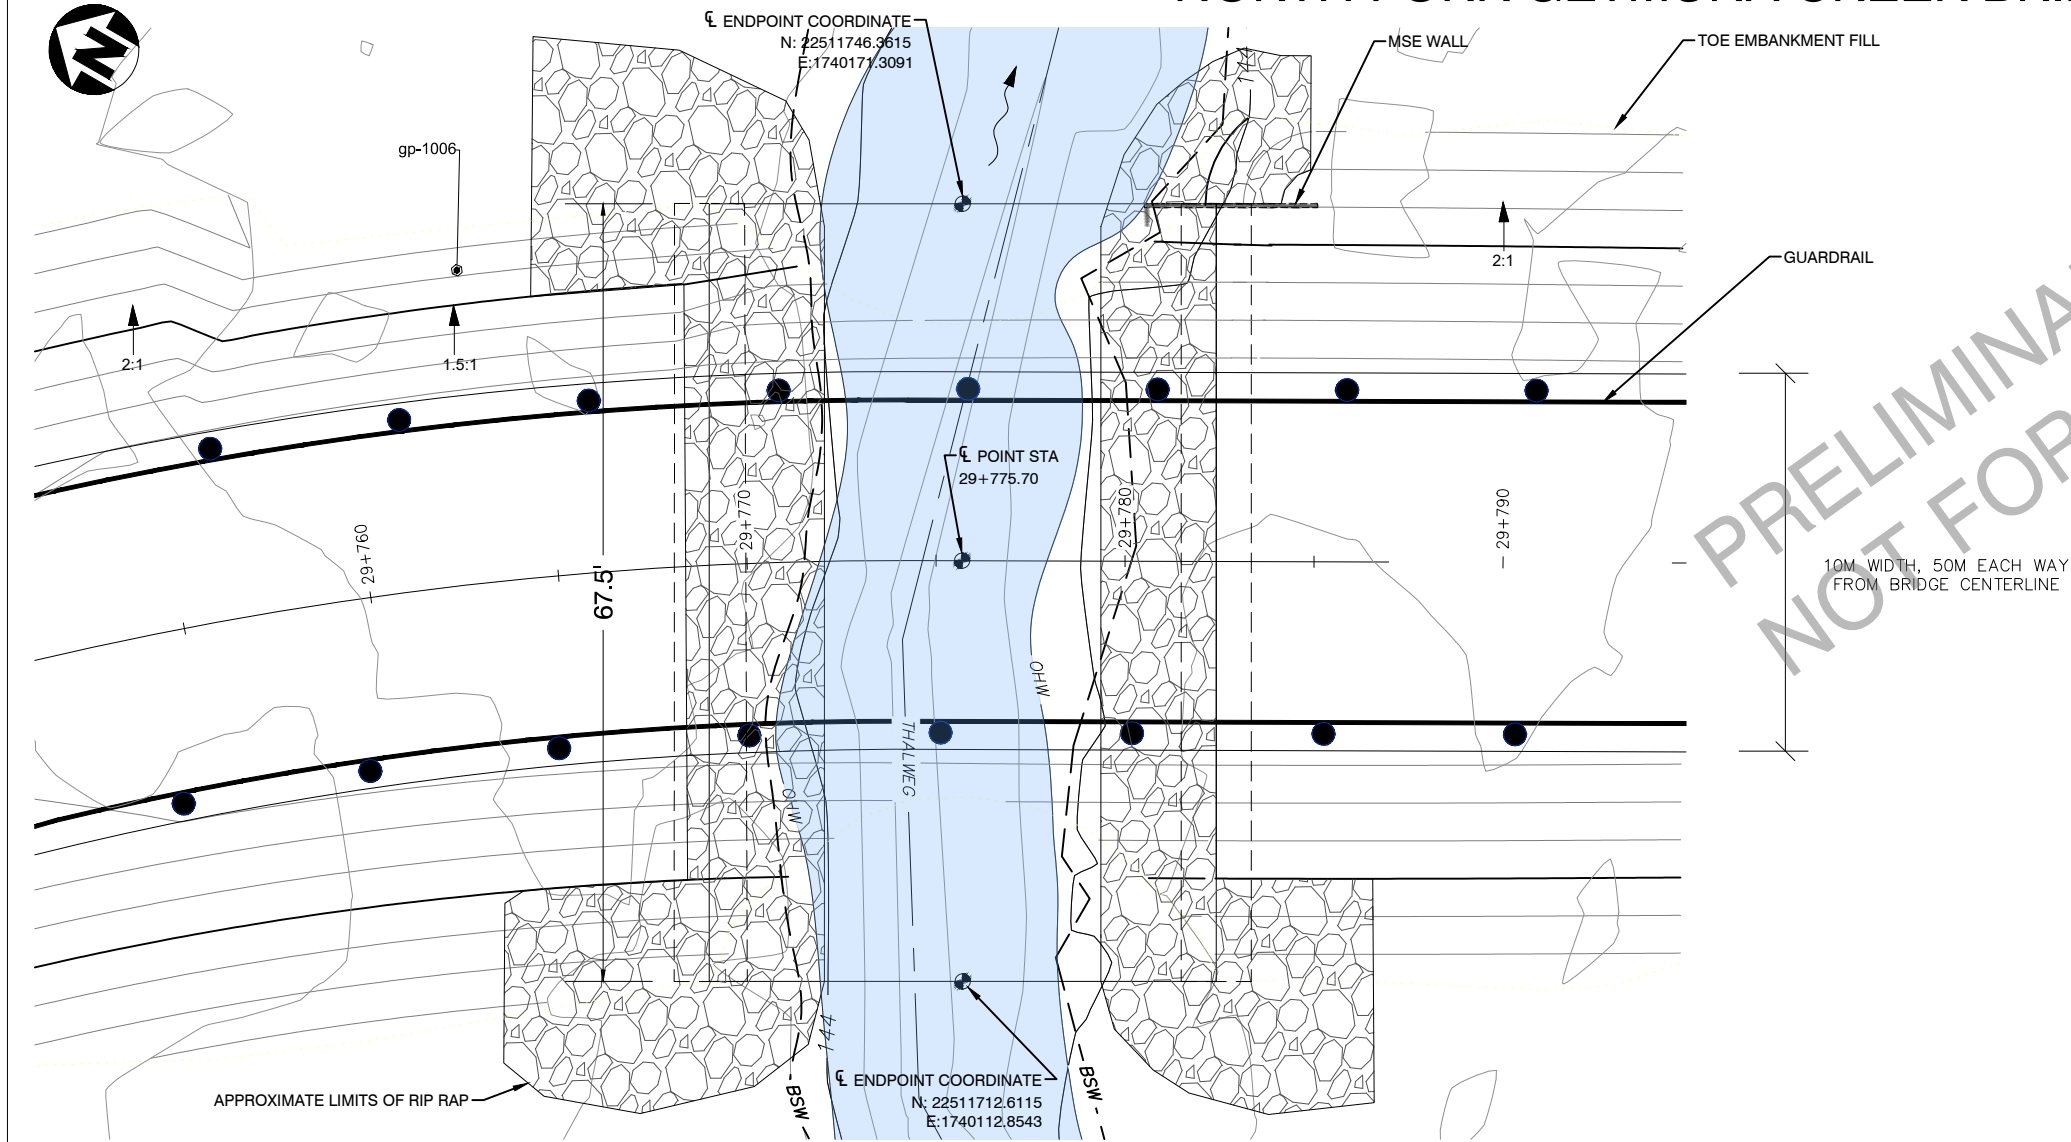 ℄ ENDPOINT COORDINATE
N: 22511746.3615
E:1740171.3091
MSE WALL
TOE EMBANKMENT FILL
N
gp-1006
2:1
GUARDRAIL
2:1
1.5:1
℄ POINT STA
29+775.70
29+760
29+770
29+780
29+790
67.5'
10M WIDTH, 50M EACH WAY
FROM BRIDGE CENTERLINE
NOT FOR
OHW
THALWEG
OHW
144
℄ ENDPOINT COORDINATE
N: 22511712.6115
E:1740112.8543
BSW
BSW
APPROXIMATE LIMITS OF RIP RAP